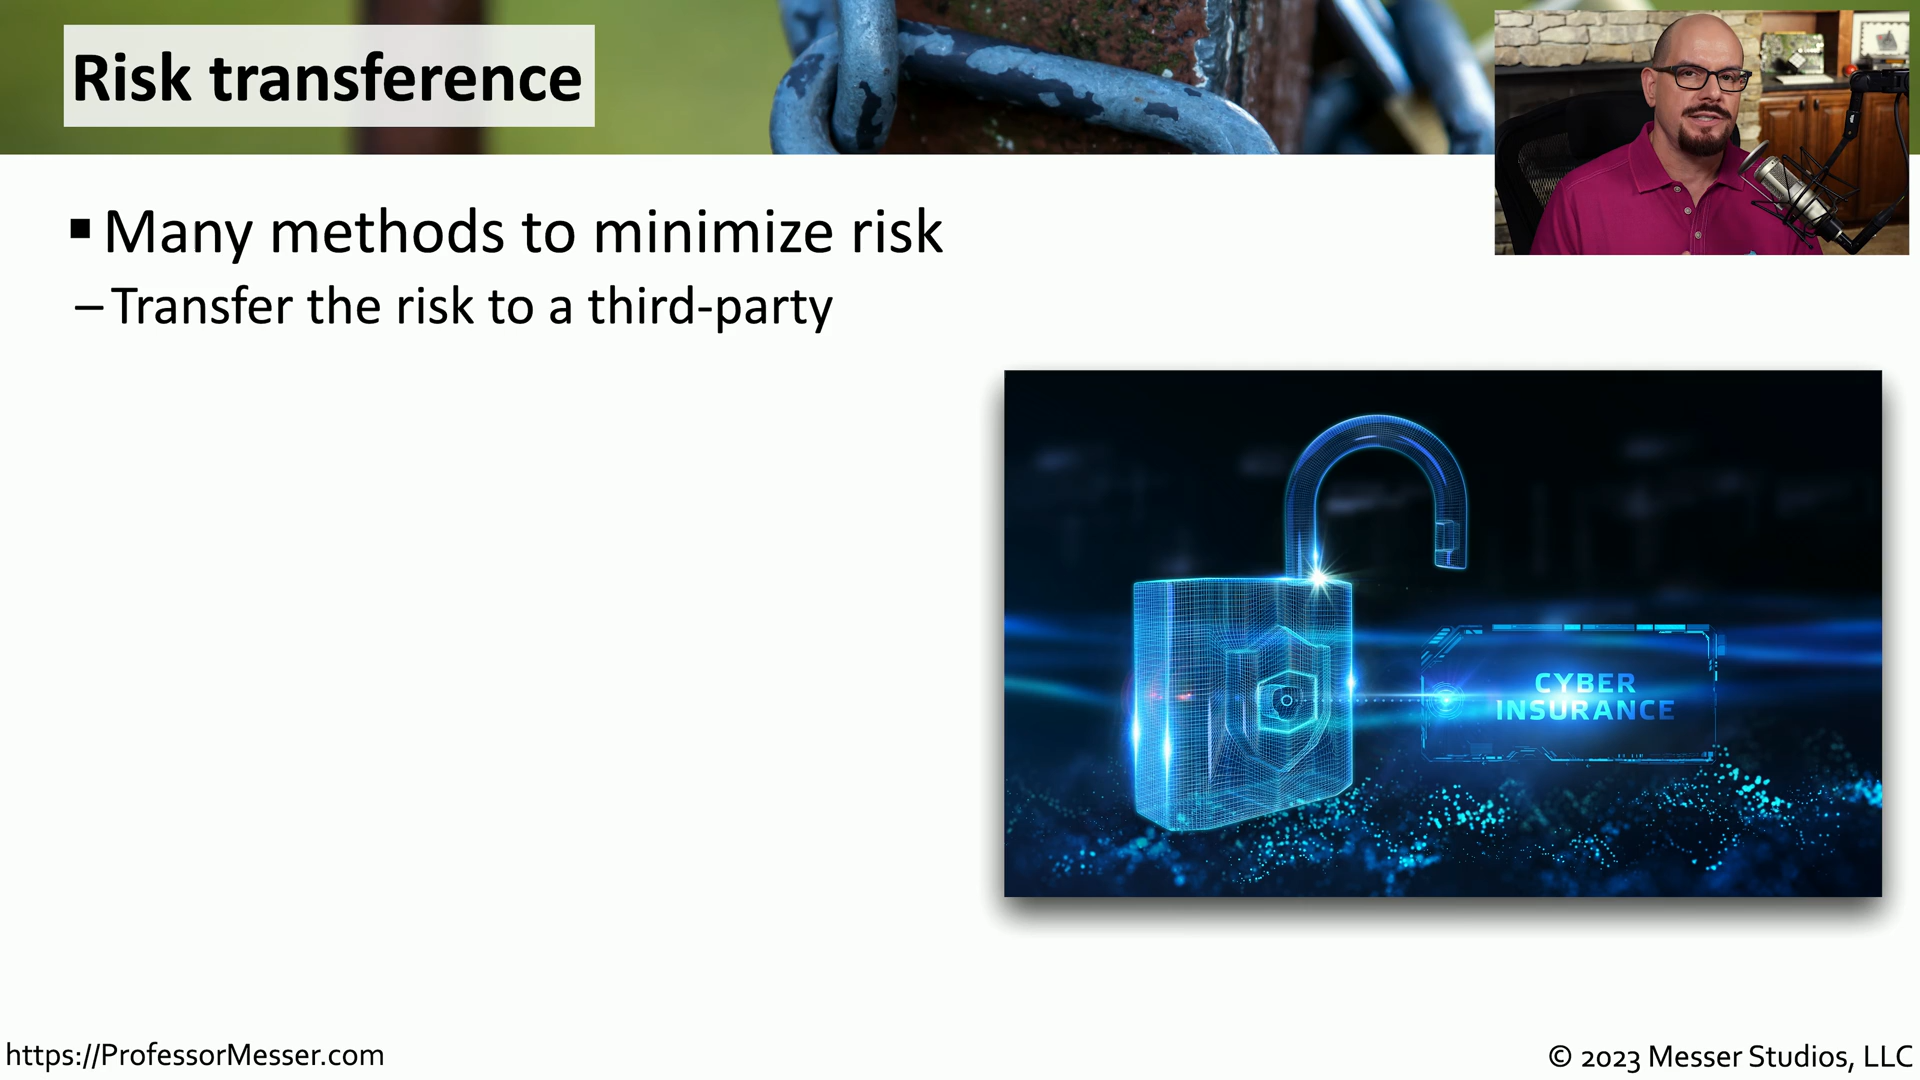 Risk transference
▪ Many methods to minimize risk
– Transfer the risk to a third-party
CYBER
INSURANCE
https://ProfessorMesser.com
© 2023 Messer Studios, LLC